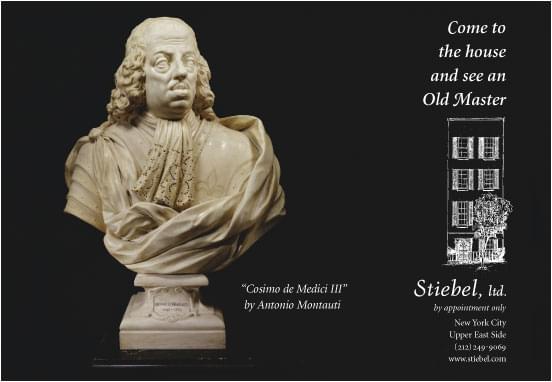 Come to
the house
and see an
Old Master
"Cosimo de Medici III"
by Antonio Montauti
Stiebel, ltd.
by appointment only
New York City
Upper East Side
(212) 249-9069
www.stiebel.com